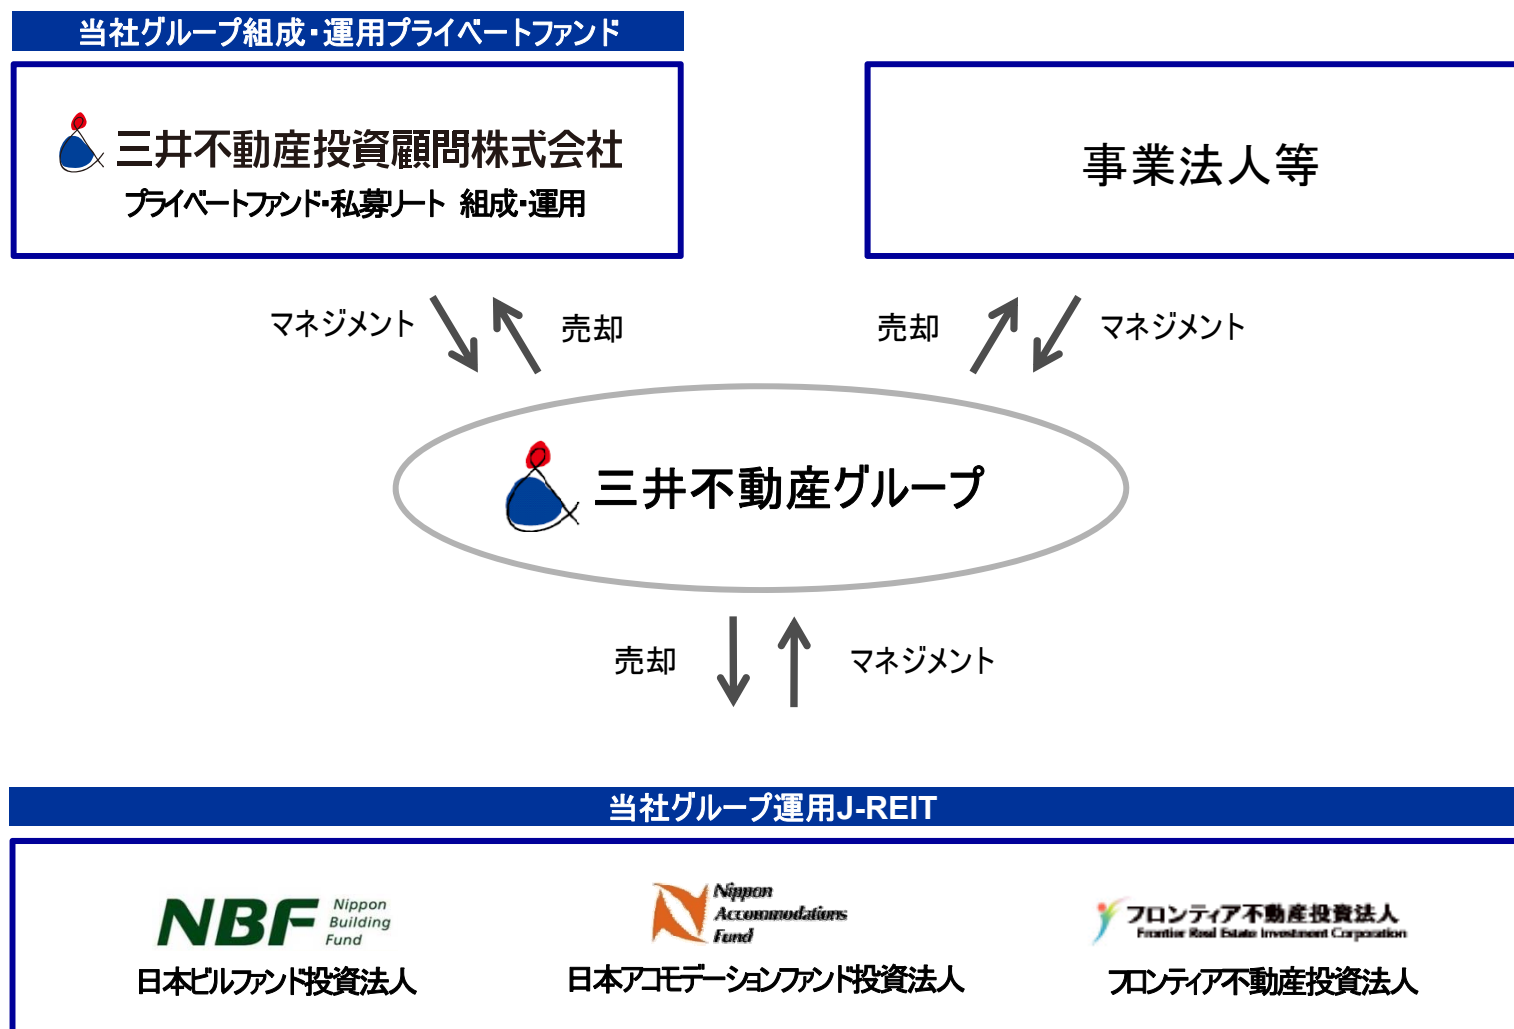 当社グループ組成・運用プライベートファンド
三井不動産投資顧問株式会社
プライベートファンド・私募リート 組成・運用
事業法人等
マネジメント
売却
売却
マネジメント
三井不動産グループ
売却
マネジメント
当社グループ運用J-REIT
NBF
Nippon
Building
Fund
日本ビルファンド投資法人
Nippon
Accommodations
Fund
日本アコモデーションファンド投資法人
フロンティア不動産投資法人
Frontier Real Estate Investment Corporation
フロンティア不動産投資法人